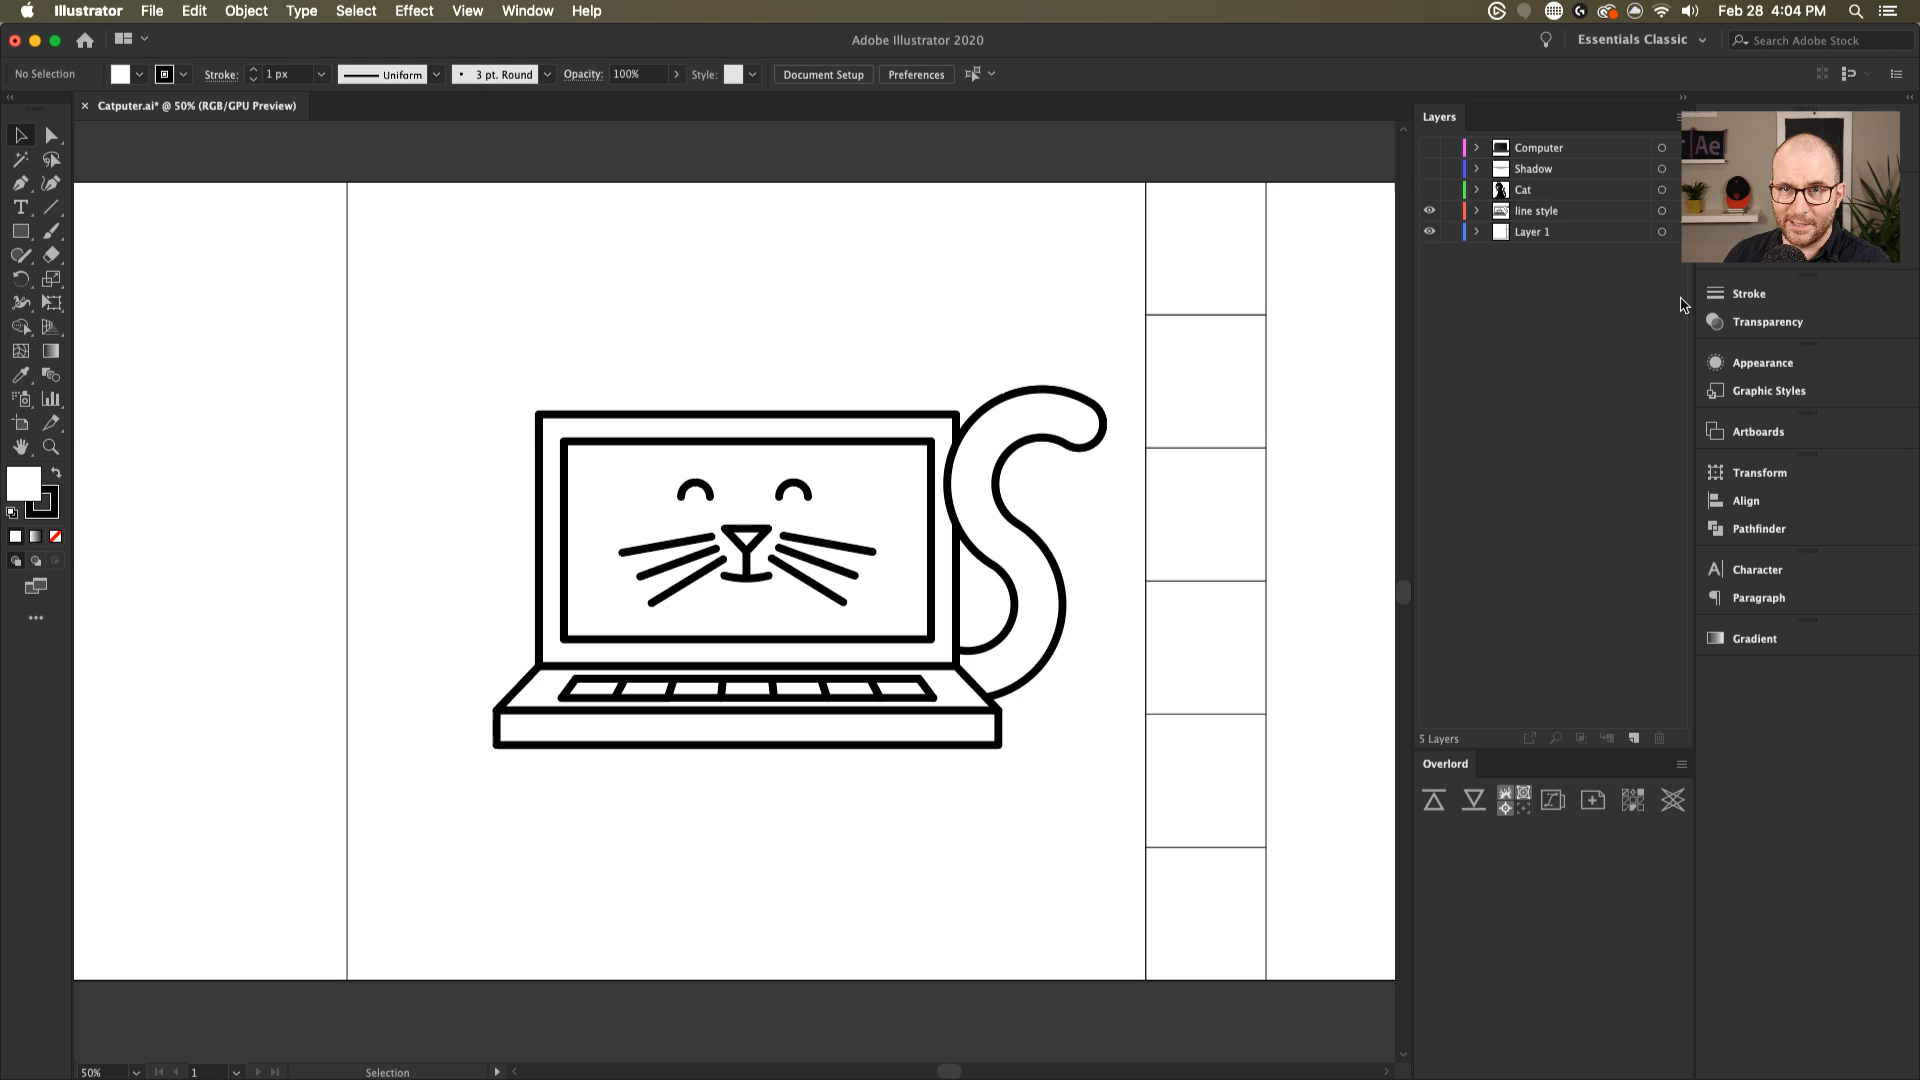 Illustrator File Edit Object Type Select Effect View Window Help
Feb 28 4:04 PM
Adobe Illustrator 2020
Essentials Classic
Search Adobe Stock
No Selection
Stroke: 1 px
Uniform
3 pt. Round
Opacity: 100%
Style:
Document Setup
Preferences
Catputer.ai* @ 50% (RGB/GPU Preview)
Layers
Computer
Shadow
Cat
line style
Layer 1
Ae
Stroke
Transparency
Appearance
Graphic Styles
Artboards
Transform
Align
Pathfinder
Character
Paragraph
Gradient
5 Layers
Overlord
50%
1
Selection